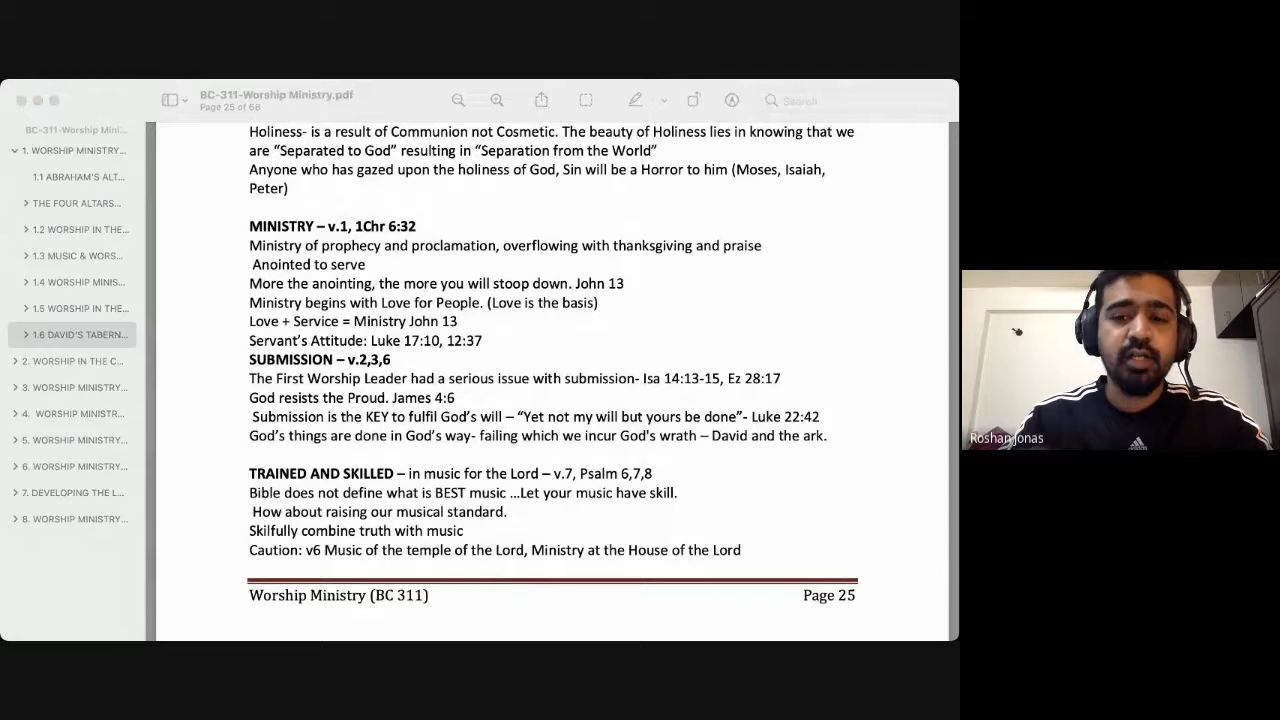 BC-311-Worship Ministry.pdf
Page 25 of 68
Search
BC-311-Worship Mini...
1. WORSHIP MINISTRY...
1.1 ABRAHAM'S ALT...
THE FOUR ALTARS...
1.2 WORSHIP IN THE...
1.3 MUSIC & WORS...
1.4 WORSHIP MINIS...
1.5 WORSHIP IN THE...
1.6 DAVID'S TABERN...
2. WORSHIP IN THE C...
3. WORSHIP MINISTRY...
4. WORSHIP MINISTR...
5. WORSHIP MINISTRY...
6. WORSHIP MINISTRY...
7. DEVELOPING THE L...
8. WORSHIP MINISTRY...
Holiness- is a result of Communion not Cosmetic. The beauty of Holiness lies in knowing that we
are “Separated to God” resulting in “Separation from the World”
Anyone who has gazed upon the holiness of God, Sin will be a Horror to him (Moses, Isaiah,
Peter)
MINISTRY – v.1, 1Chr 6:32
Ministry of prophecy and proclamation, overflowing with thanksgiving and praise
Anointed to serve
More the anointing, the more you will stoop down. John 13
Ministry begins with Love for People. (Love is the basis)
Love + Service = Ministry John 13
Servant’s Attitude: Luke 17:10, 12:37
SUBMISSION – v.2,3,6
The First Worship Leader had a serious issue with submission- Isa 14:13-15, Ez 28:17
God resists the Proud. James 4:6
Submission is the KEY to fulfil God’s will – “Yet not my will but yours be done”- Luke 22:42
God’s things are done in God’s way- failing which we incur God's wrath – David and the ark.
TRAINED AND SKILLED – in music for the Lord – v.7, Psalm 6,7,8
Bible does not define what is BEST music ...Let your music have skill.
How about raising our musical standard.
Skilfully combine truth with music
Caution: v6 Music of the temple of the Lord, Ministry at the House of the Lord
Worship Ministry (BC 311) Page 25
Roshan Jonas